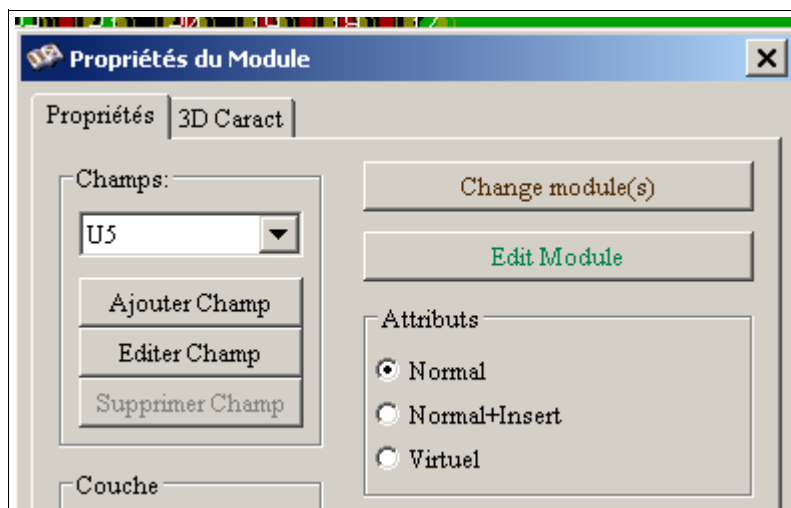 Propriétés du Module
Propriétés
3D Caract
Champs:
U5
Ajouter Champ
Editer Champ
Supprimer Champ
Couche
Change module(s)
Edit Module
Attributs
Normal
Normal+Insert
Virtuel